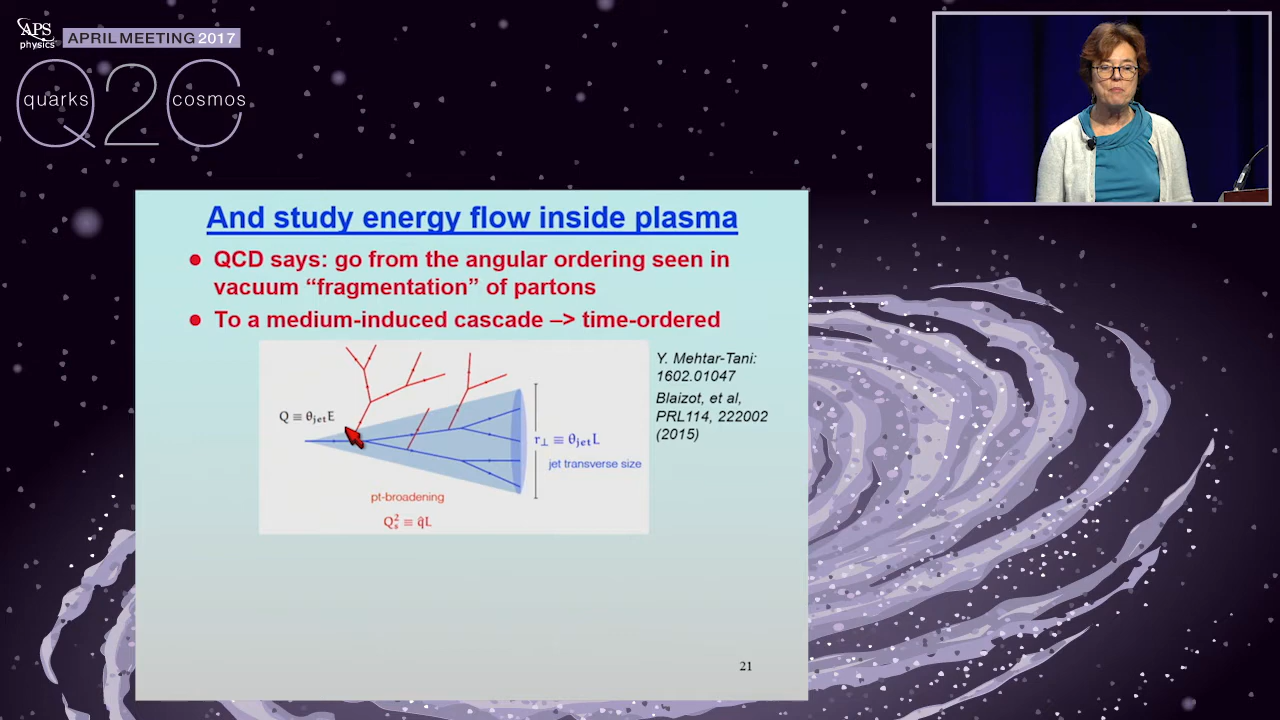 APS
physics
APRIL MEETING 2017
Q2C
quarks
cosmos
And study energy flow inside plasma
● QCD says: go from the angular ordering seen in
vacuum “fragmentation” of partons
● To a medium-induced cascade –> time-ordered
Y. Mehtar-Tani:
1602.01047
Blaizot, et al,
PRL114, 222002
(2015)
Q ≡ θjetE
r⊥ ≡ θjetL
jet transverse size
pt-broadening
Qs² ≡ q̂L
21